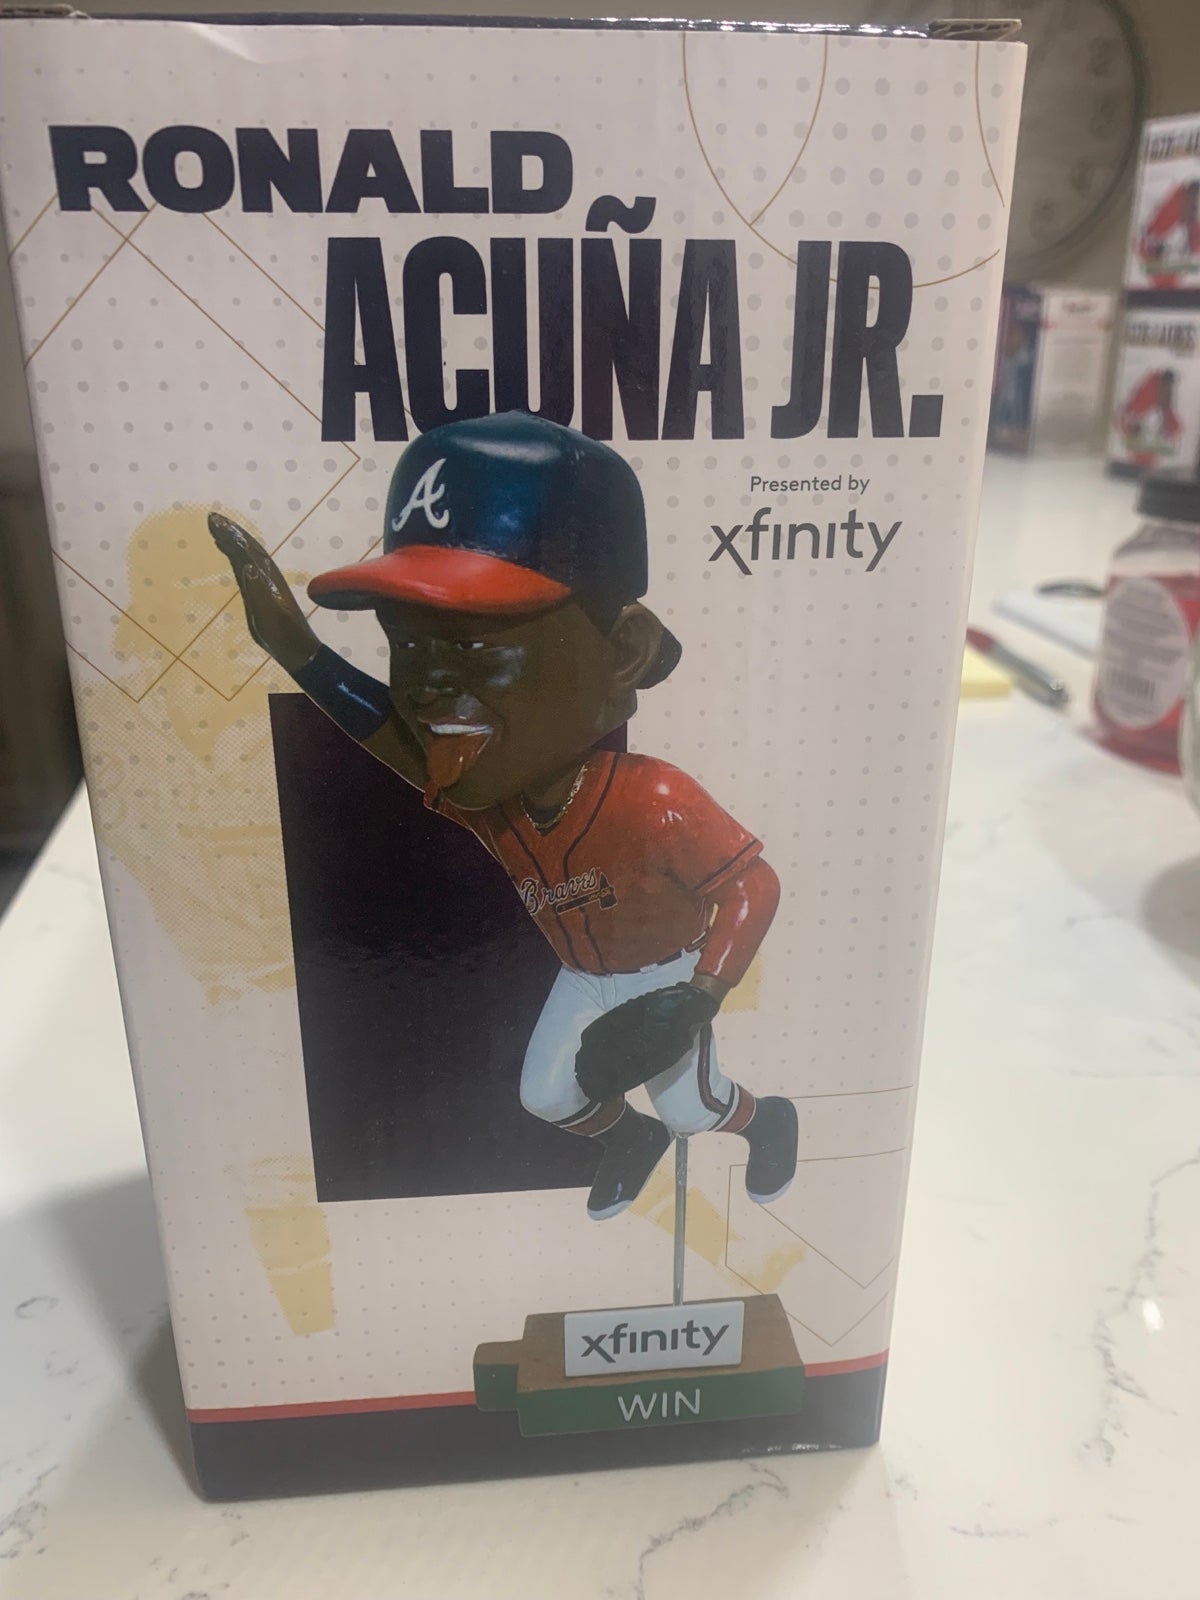 RONALD
ACUÑA JR.
Presented by
xfinity
A
Braves
xfinity
WIN